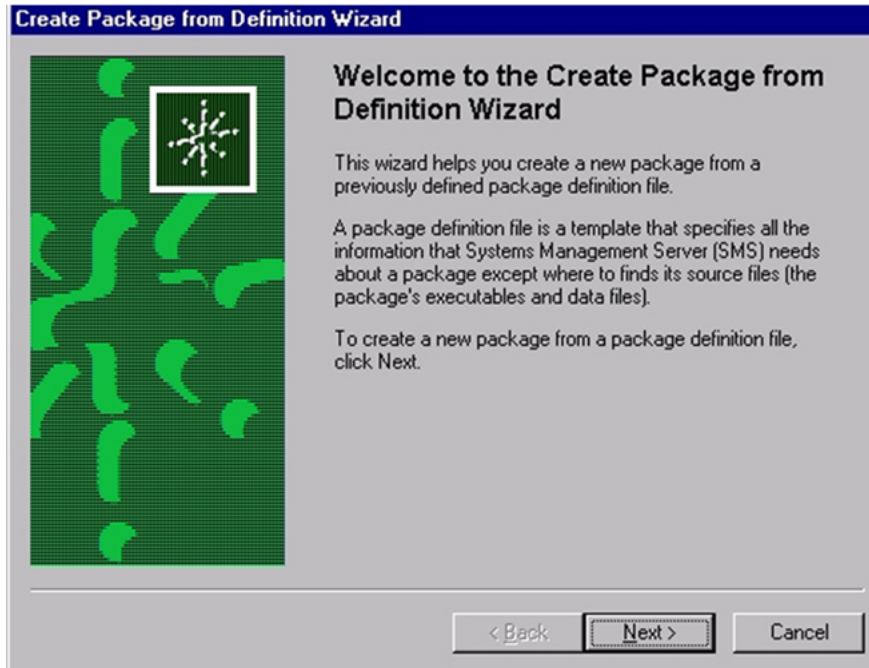 Create Package from Definition Wizard
Welcome to the Create Package from
Definition Wizard
This wizard helps you create a new package from a
previously defined package definition file.
A package definition file is a template that specifies all the
information that Systems Management Server (SMS) needs
about a package except where to finds its source files (the
package's executables and data files).
To create a new package from a package definition file,
click Next.
< Back
Next >
Cancel